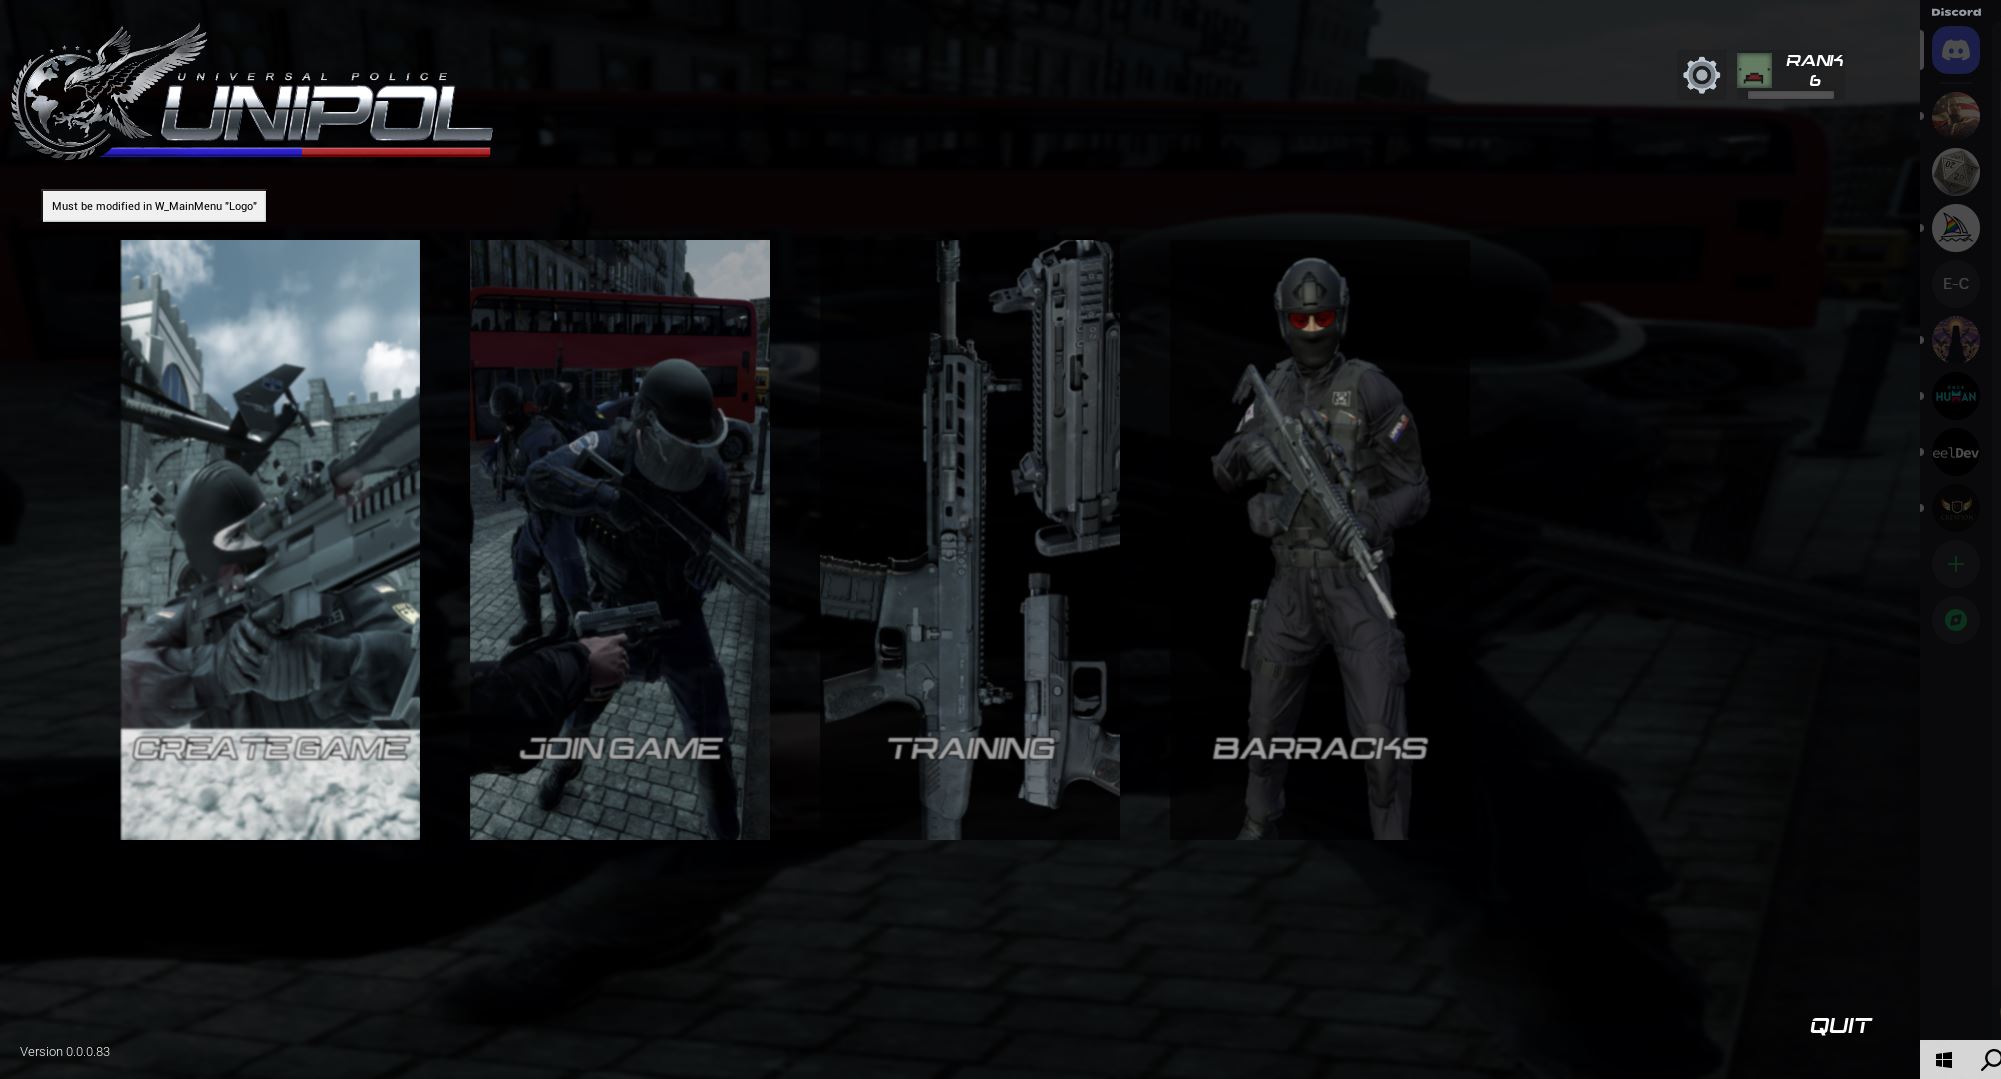 UNIVERSAL POLICE
UNIPOL
RANK
6
Discord
Must be modified in W_MainMenu "Logo"
E-C
HUMAN
eelDev
CREATE GAME
JOIN GAME
TRAINING
BARRACKS
QUIT
Version 0.0.0.83